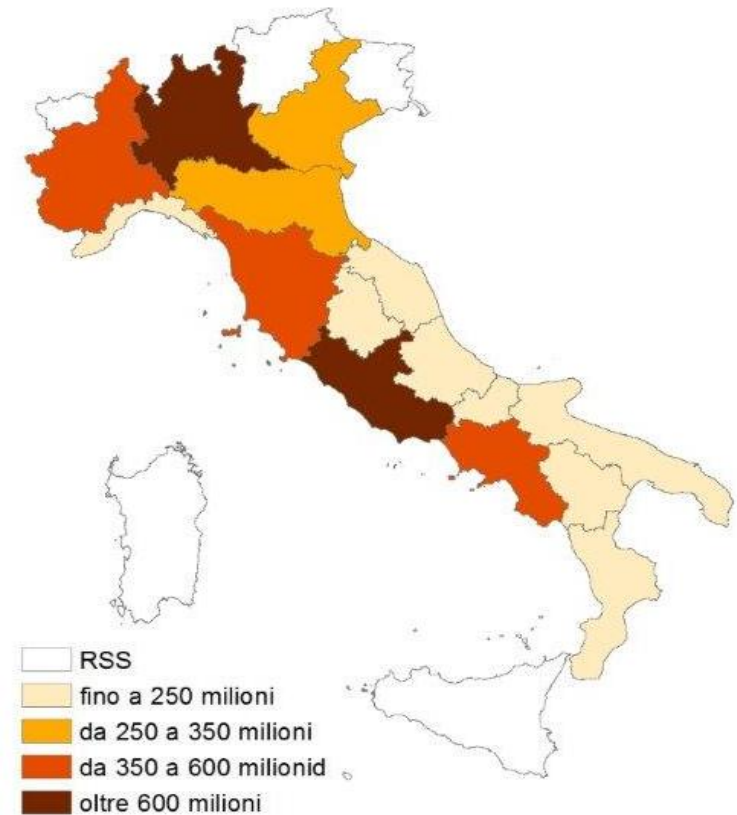 RSS
fino a 250 milioni
da 250 a 350 milioni
da 350 a 600 milionid
oltre 600 milioni